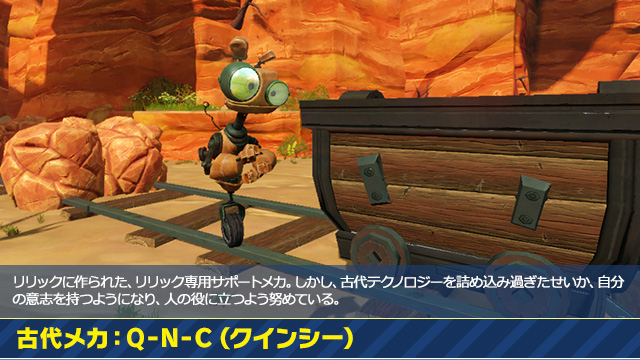 リリックに作られた、リリック専用サポートメカ。しかし、古代テクノロジーを詰め込み過ぎたせいか、自分
の意志を持つようになり、人の役に立つよう努めている。
古代メカ：Q-N-C（クインシー）